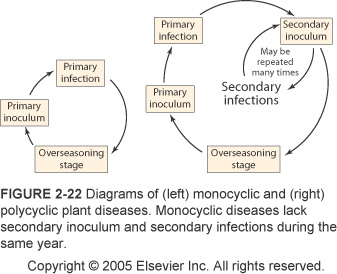 Primary
infection
Primary
inoculum
Overseasoning
stage
Primary
infection
Secondary
inoculum
May be
repeated
many times
Secondary
infections
Primary
inoculum
Overseasoning
stage
FIGURE 2-22 Diagrams of (left) monocyclic and (right)
polycyclic plant diseases. Monocyclic diseases lack
secondary inoculum and secondary infections during the
same year.
Copyright © 2005 Elsevier Inc. All rights reserved.